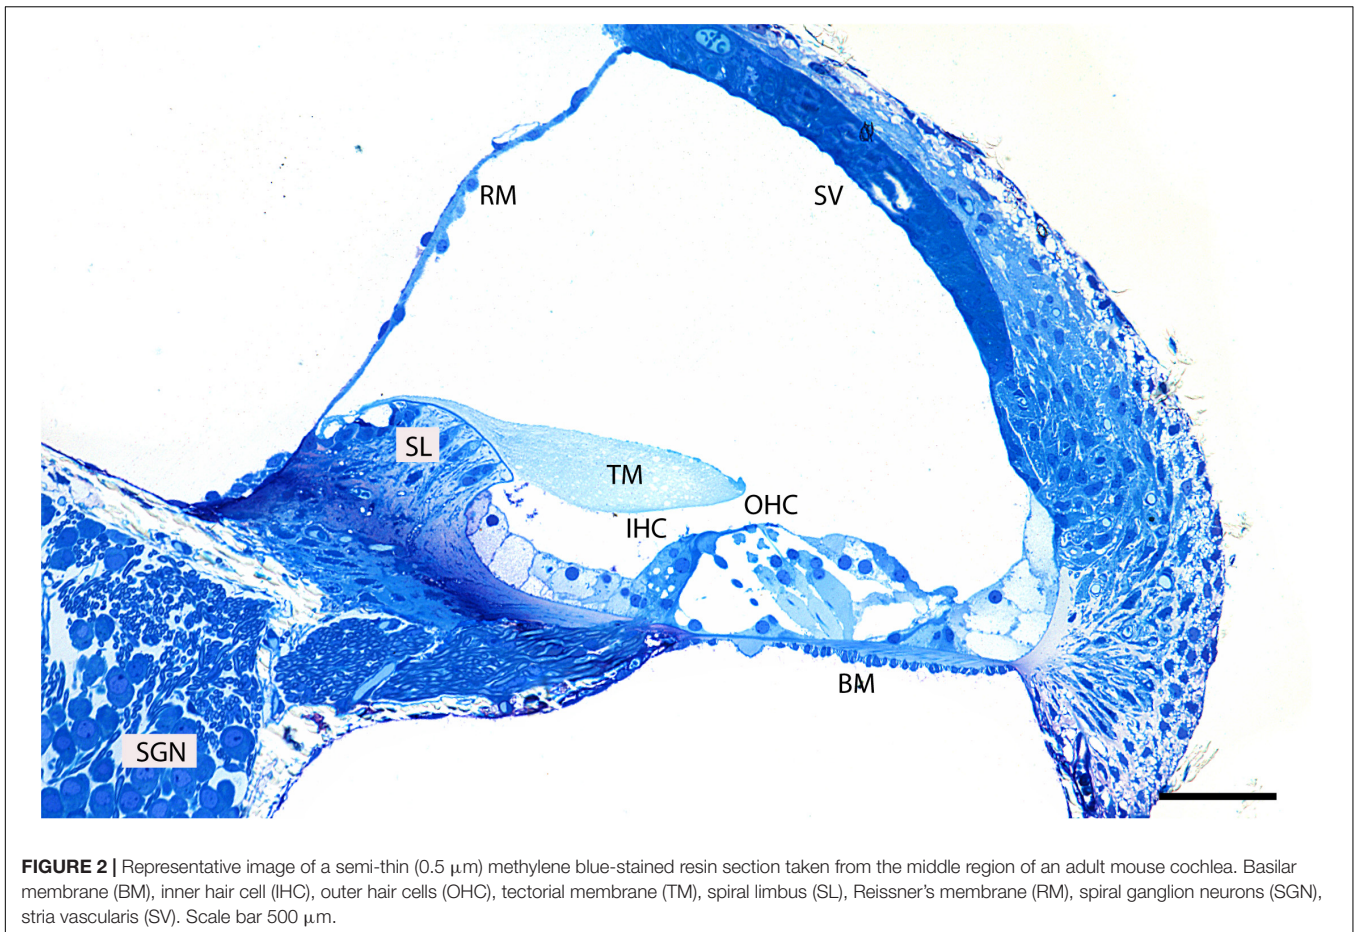 RM
SV
SL
TM
OHC
IHC
BM
SGN
FIGURE 2 | Representative image of a semi-thin (0.5 μm) methylene blue-stained resin section taken from the middle region of an adult mouse cochlea. Basilar
membrane (BM), inner hair cell (IHC), outer hair cells (OHC), tectorial membrane (TM), spiral limbus (SL), Reissner’s membrane (RM), spiral ganglion neurons (SGN),
stria vascularis (SV). Scale bar 500 μm.